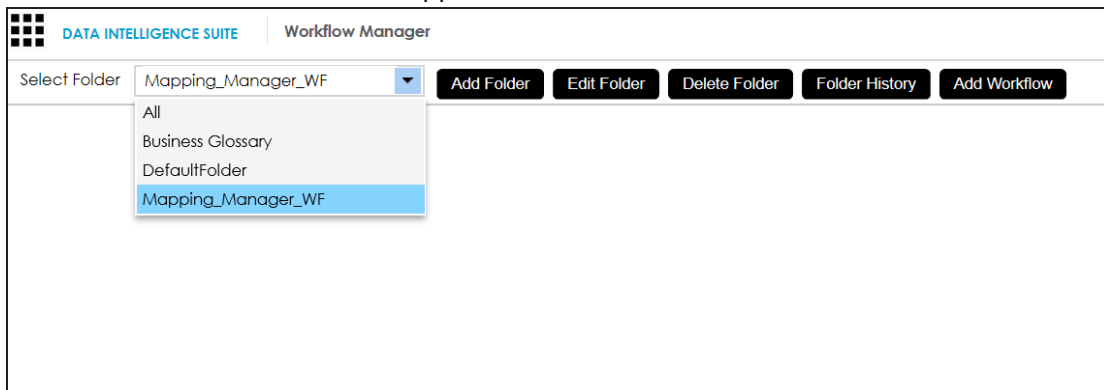 DATA INTELLIGENCE SUITE Workflow Manager
Select Folder Mapping_Manager_WF Add Folder Edit Folder Delete Folder Folder History Add Workflow
All
Business Glossary
DefaultFolder
Mapping_Manager_WF